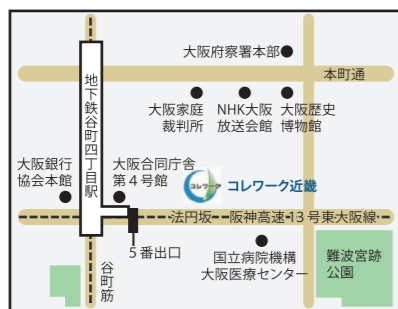 大阪府察署本部
本町通
地下鉄谷町四丁目駅
大阪家庭
裁判所
NHK大阪
放送会館
大阪歴史
博物館
大阪銀行
協会本館
大阪合同庁舎
第４号館
コレワーク
コレワーク近畿
法円坂 阪神高速13号東大阪線
５番出口
谷町筋
国立病院機構
大阪医療センター
難波宮跡
公園